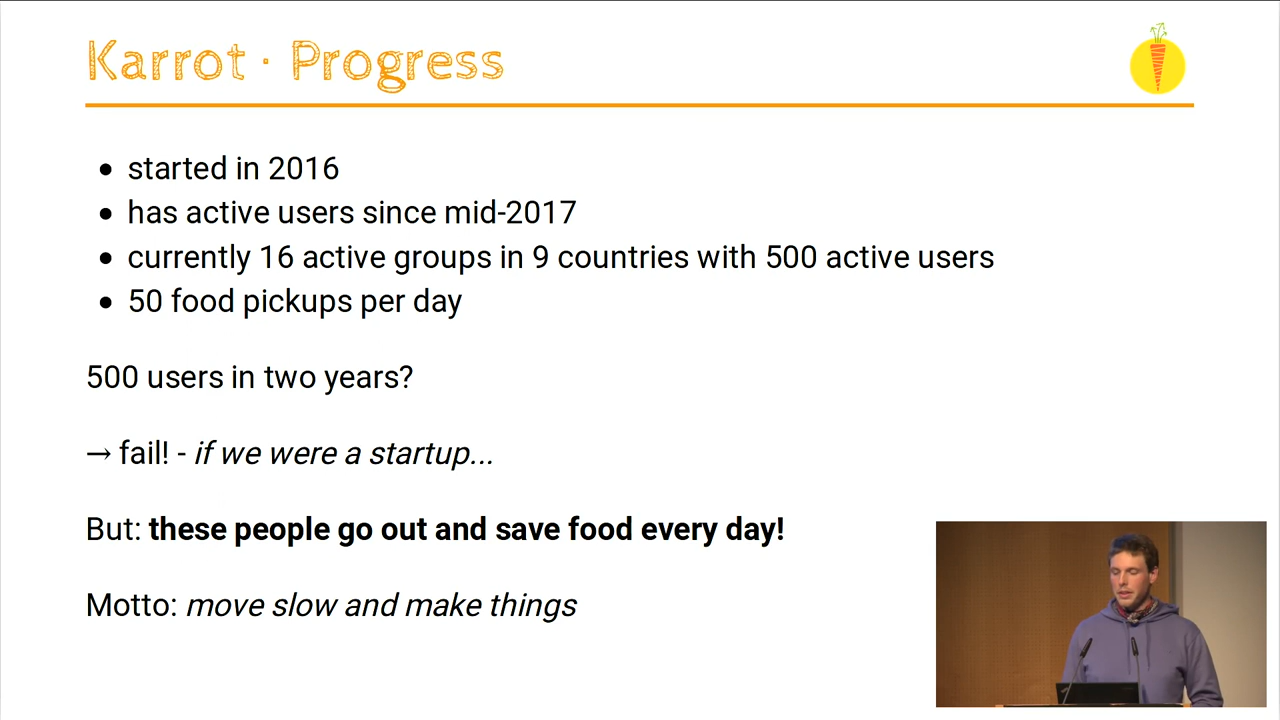 Karrot · Progress
• started in 2016
• has active users since mid-2017
• currently 16 active groups in 9 countries with 500 active users
• 50 food pickups per day
500 users in two years?
→ fail! - if we were a startup...
But: these people go out and save food every day!
Motto: move slow and make things